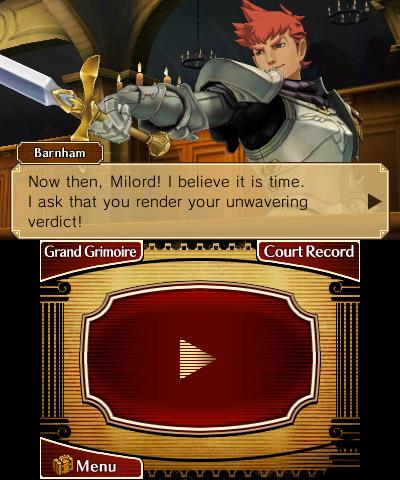 Barnham
Now then, Milord! I believe it is time.
I ask that you render your unwavering
verdict!
Grand Grimoire
Court Record
Menu